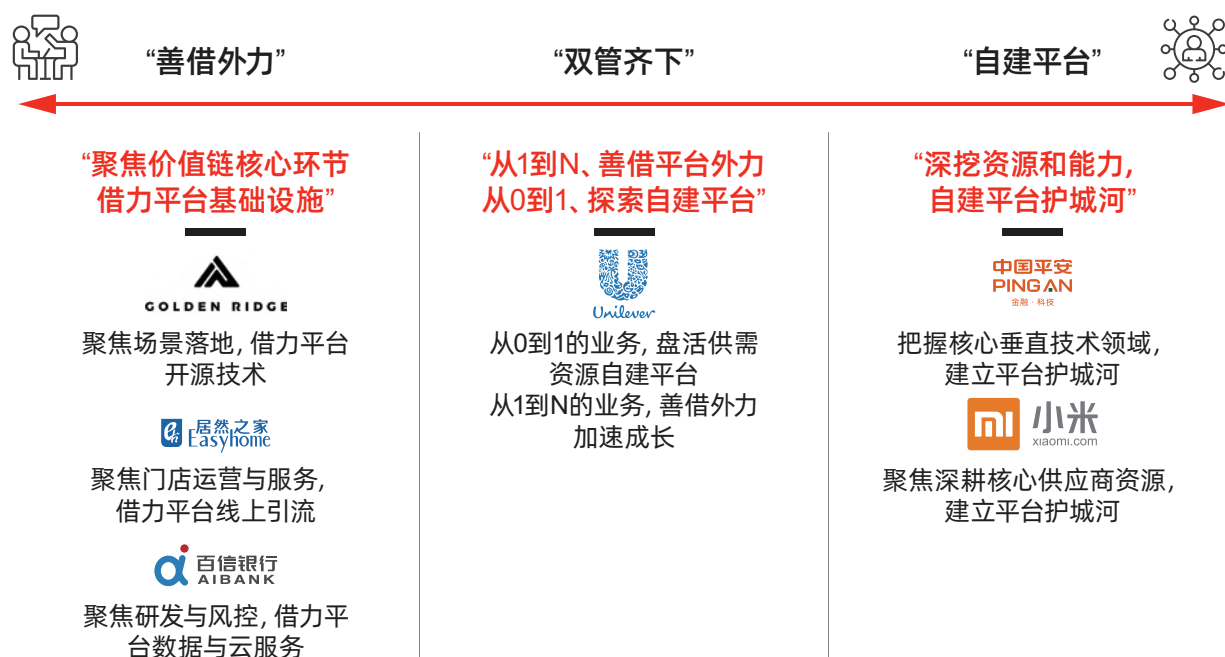 “善借外力”
“双管齐下”
“自建平台”
“聚焦价值链核心环节
借力平台基础设施”
GOLDEN RIDGE
聚焦场景落地，借力平台
开源技术
居然之家
Easyhome
聚焦门店运营与服务，
借力平台线上引流
百信银行
AIBANK
聚焦研发与风控，借力平
台数据与云服务
“从1到N、善借平台外力
从0到1、探索自建平台”
Unilever
从0到1的业务，盘活供需
资源自建平台
从1到N的业务，善借外力
加速成长
“深挖资源和能力，
自建平台护城河”
中国平安
PING AN
金融·科技
把握核心垂直技术领域，
建立平台护城河
mi 小米
xiaomi.com
聚焦深耕核心供应商资源，
建立平台护城河